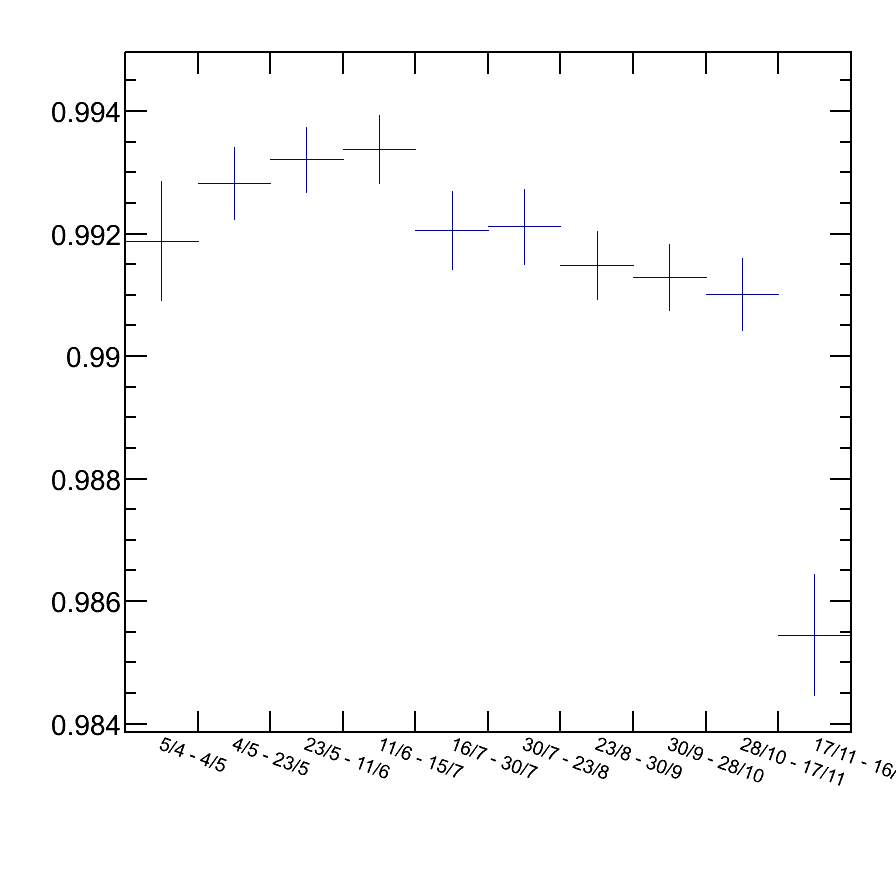 0.994
0.992
0.99
0.988
0.986
0.984
5/4 - 4/5
4/5 - 23/5
23/5 - 11/6
11/6 - 15/7
16/7 - 30/7
30/7 - 23/8
23/8 - 30/9
30/9 - 28/10
28/10 - 17/11
17/11 - 16/